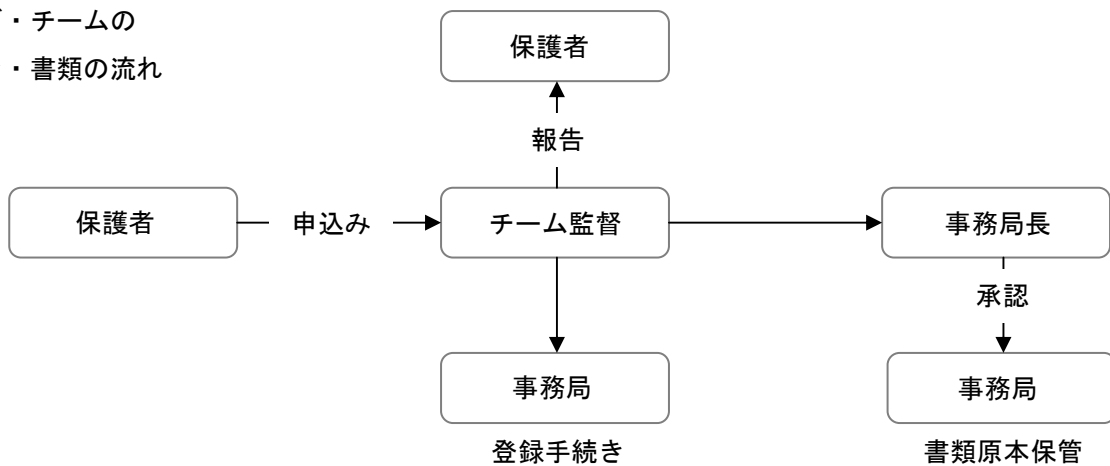 ・チームの
・書類の流れ
保護者
報告
保護者
申込み
チーム監督
事務局長
承認
事務局
事務局
登録手続き
書類原本保管